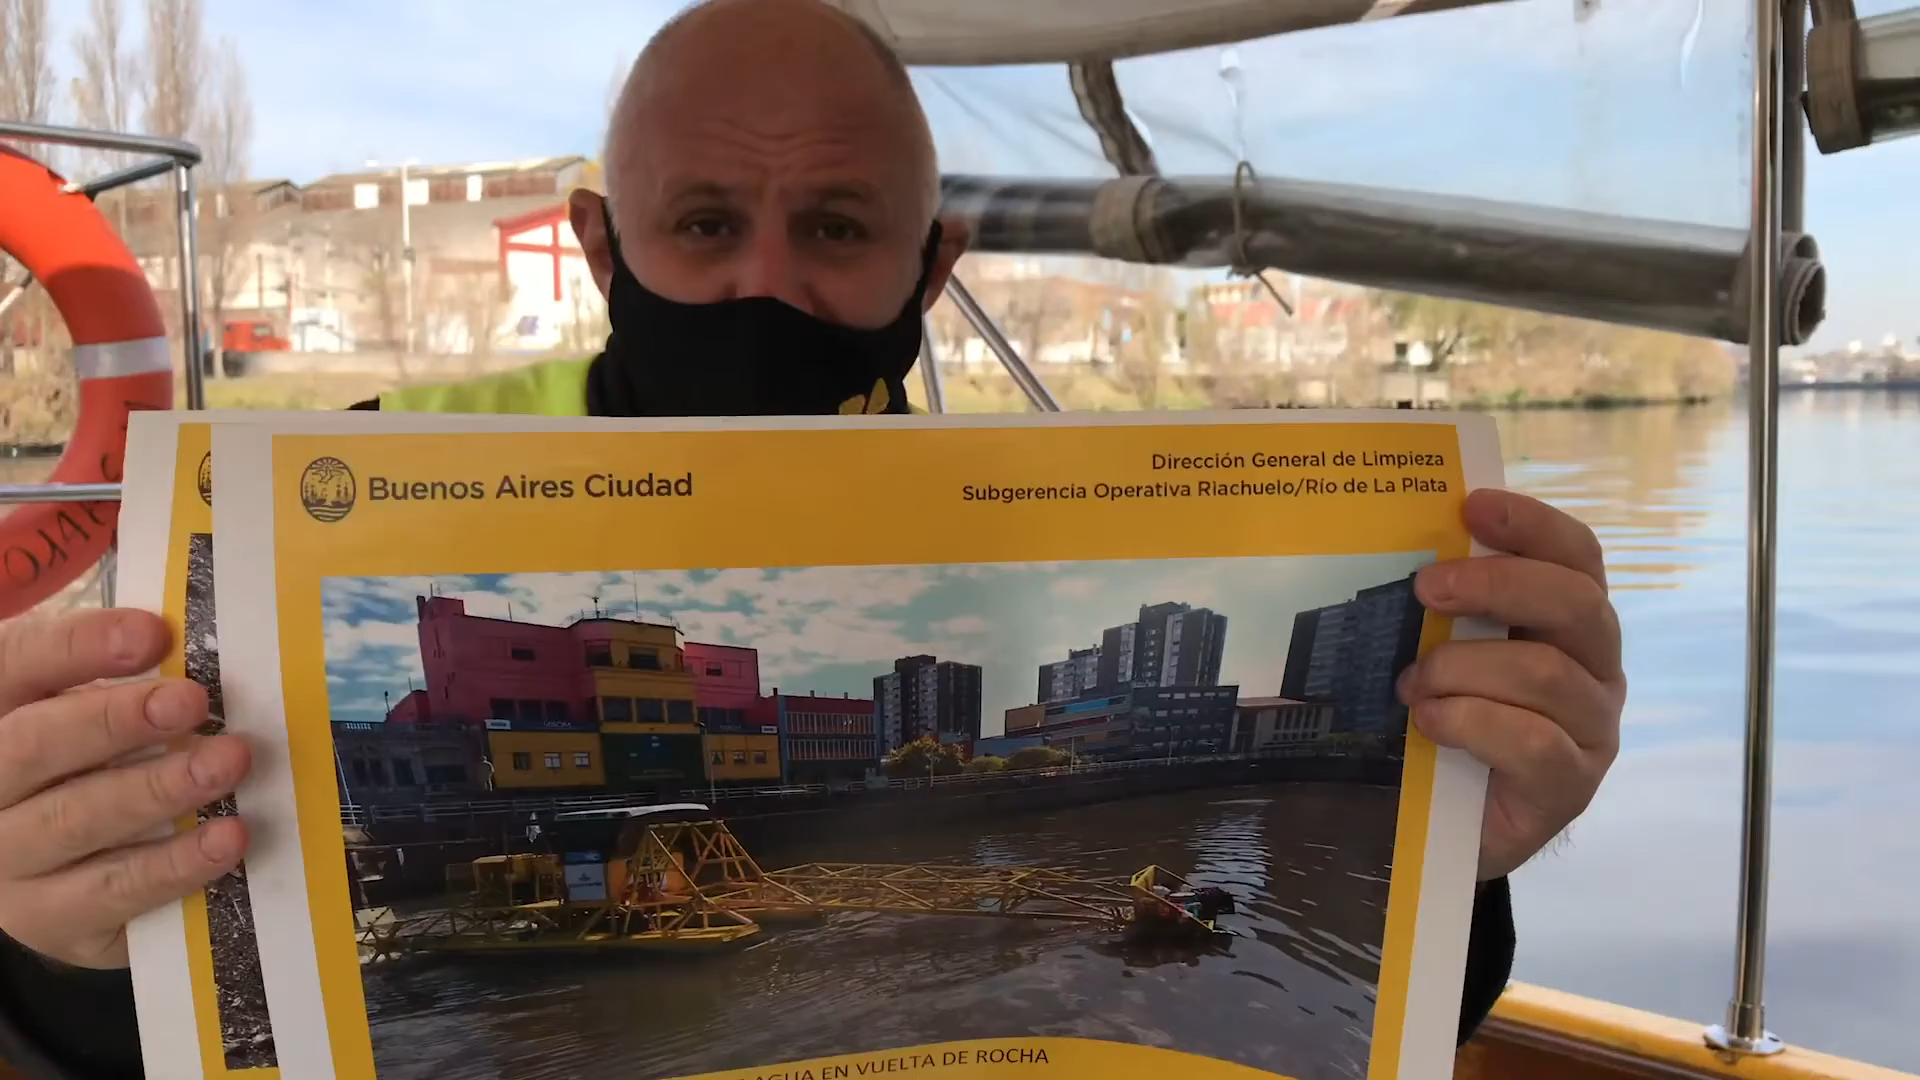 Buenos Aires Ciudad
Dirección General de Limpieza
Subgerencia Operativa Riachuelo/Río de La Plata
AGUA EN VUELTA DE ROCHA